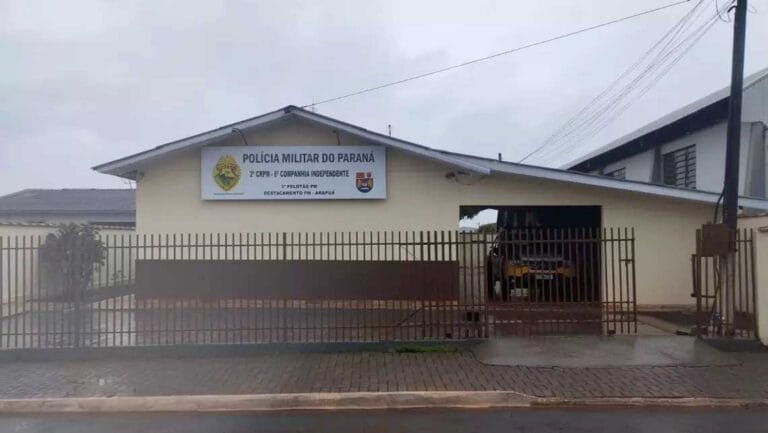 POLÍCIA MILITAR DO PARANÁ
2º CRPM - 6ª COMPANHIA INDEPENDENTE
1º PELOTÃO PM
DESTACAMENTO PM - ARAPUÃ